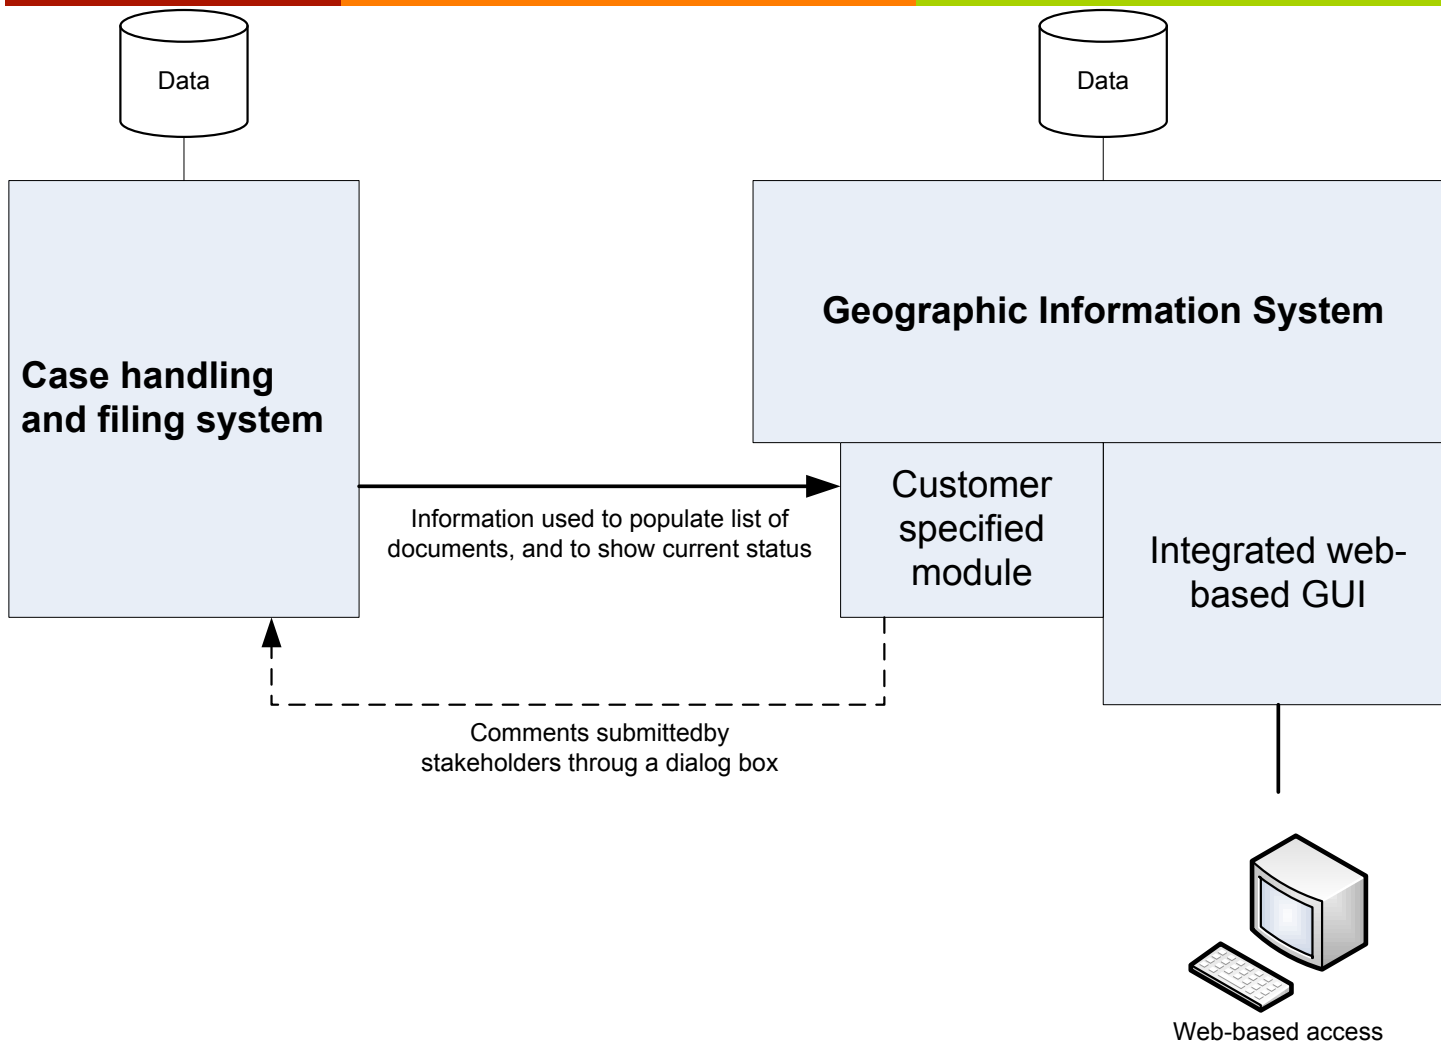 Data
Data
Geographic Information System
Case handling
and filing system
Customer
specified
module
Information used to populate list of
documents, and to show current status
Integrated web-
based GUI
Comments submittedby
stakeholders throug a dialog box
Web-based access